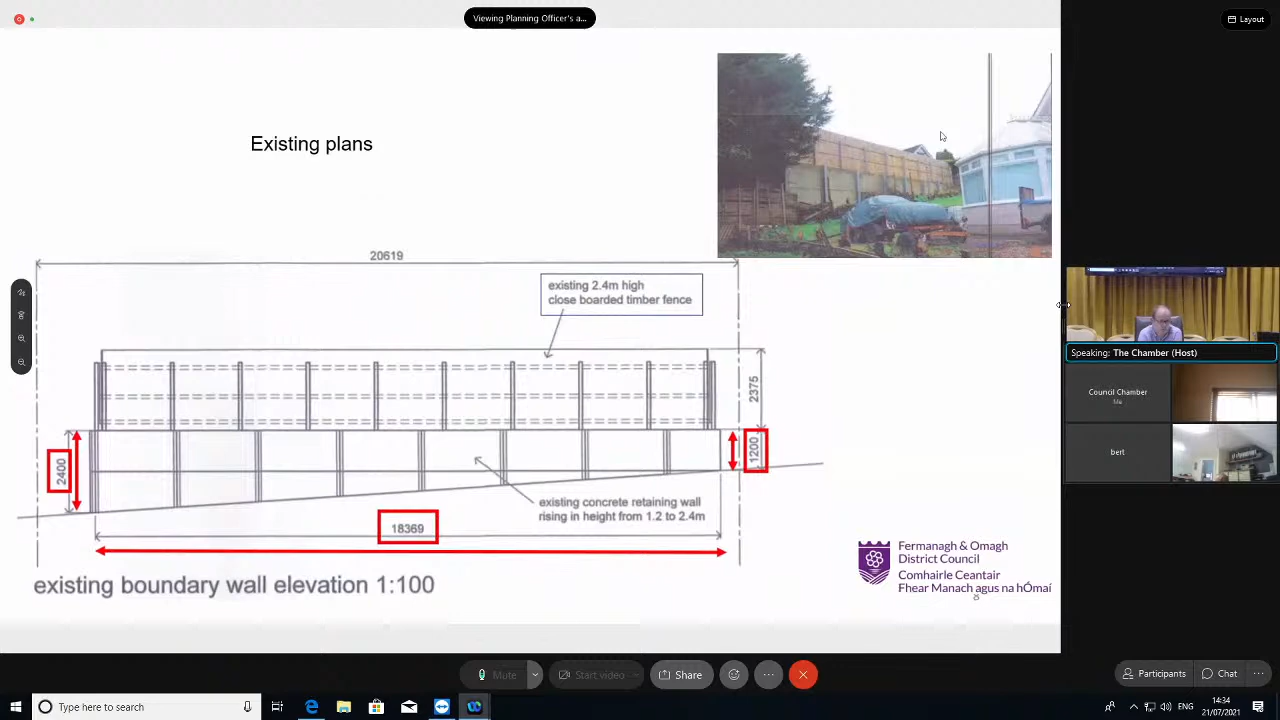 Viewing Planning Officer's a...
Layout
Existing plans
20619
existing 2.4m high
close boarded timber fence
2375
1200
2400
existing concrete retaining wall
rising in height from 1.2 to 2.4m
18369
existing boundary wall elevation 1:100
Fermanagh & Omagh
District Council
Comhairle Ceantair
Fhear Manach agus na hÓmaí
Speaking: The Chamber (Host)
Council Chamber
bert
Mute
Start video
Share
Participants
Chat
Type here to search
ENG
14:34
21/07/2021